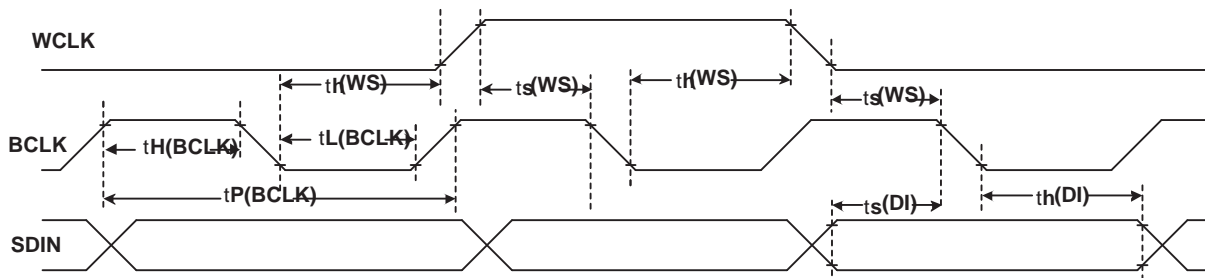 WCLK
th(WS)
ts(WS)
th(WS)
ts(WS)
BCLK
tH(BCLK)
tL(BCLK)
tP(BCLK)
ts(DI)
th(DI)
SDIN